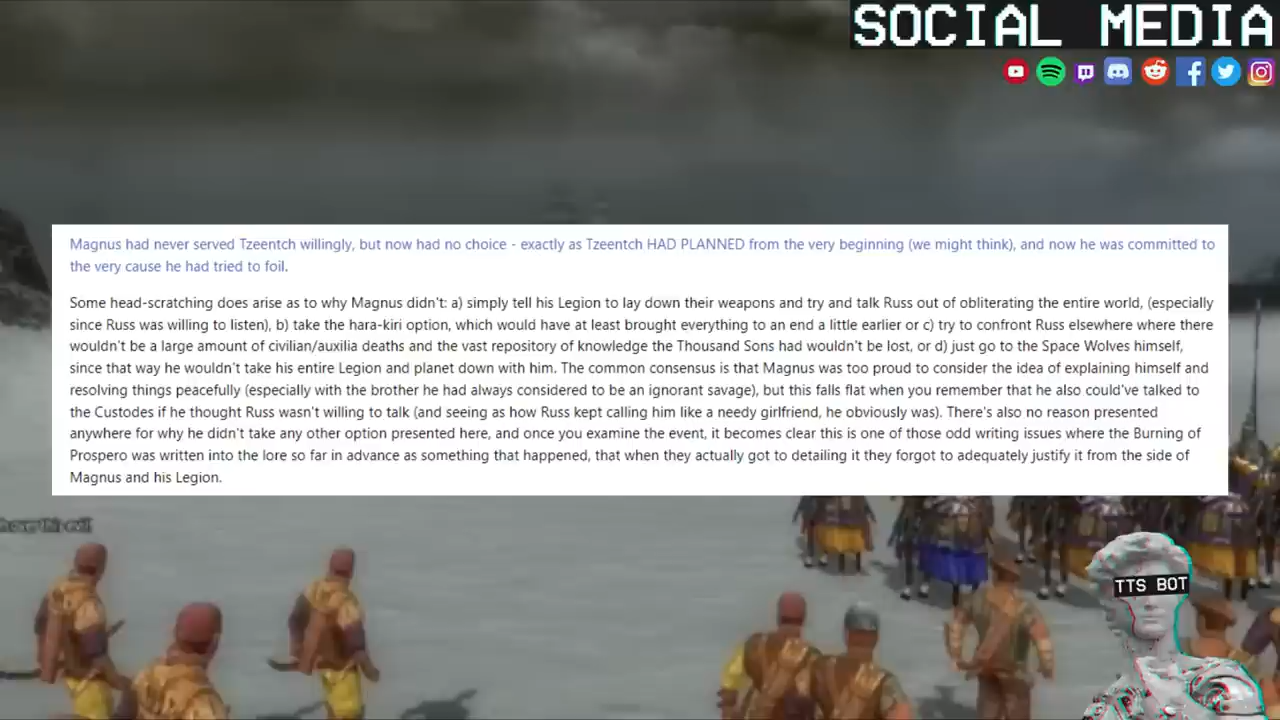 SOCIAL MEDIA
Magnus had never served Tzeentch willingly, but now had no choice - exactly as Tzeentch HAD PLANNED from the very beginning (we might think), and now he was committed to
the very cause he had tried to foil.
Some head-scratching does arise as to why Magnus didn't: a) simply tell his Legion to lay down their weapons and try and talk Russ out of obliterating the entire world, (especially
since Russ was willing to listen), b) take the hara-kiri option, which would have at least brought everything to an end a little earlier or c) try to confront Russ elsewhere where there
wouldn't be a large amount of civilian/auxilia deaths and the vast repository of knowledge the Thousand Sons had wouldn't be lost, or d) just go to the Space Wolves himself,
since that way he wouldn't take his entire Legion and planet down with him. The common consensus is that Magnus was too proud to consider the idea of explaining himself and
resolving things peacefully (especially with the brother he had always considered to be an ignorant savage), but this falls flat when you remember that he also could've talked to
the Custodes if he thought Russ wasn't willing to talk (and seeing as how Russ kept calling him like a needy girlfriend, he obviously was). There's also no reason presented
anywhere for why he didn't take any other option presented here, and once you examine the event, it becomes clear this is one of those odd writing issues where the Burning of
Prospero was written into the lore so far in advance as something that happened, that when they actually got to detailing it they forgot to adequately justify it from the side of
Magnus and his Legion.
evil
TTS BOT